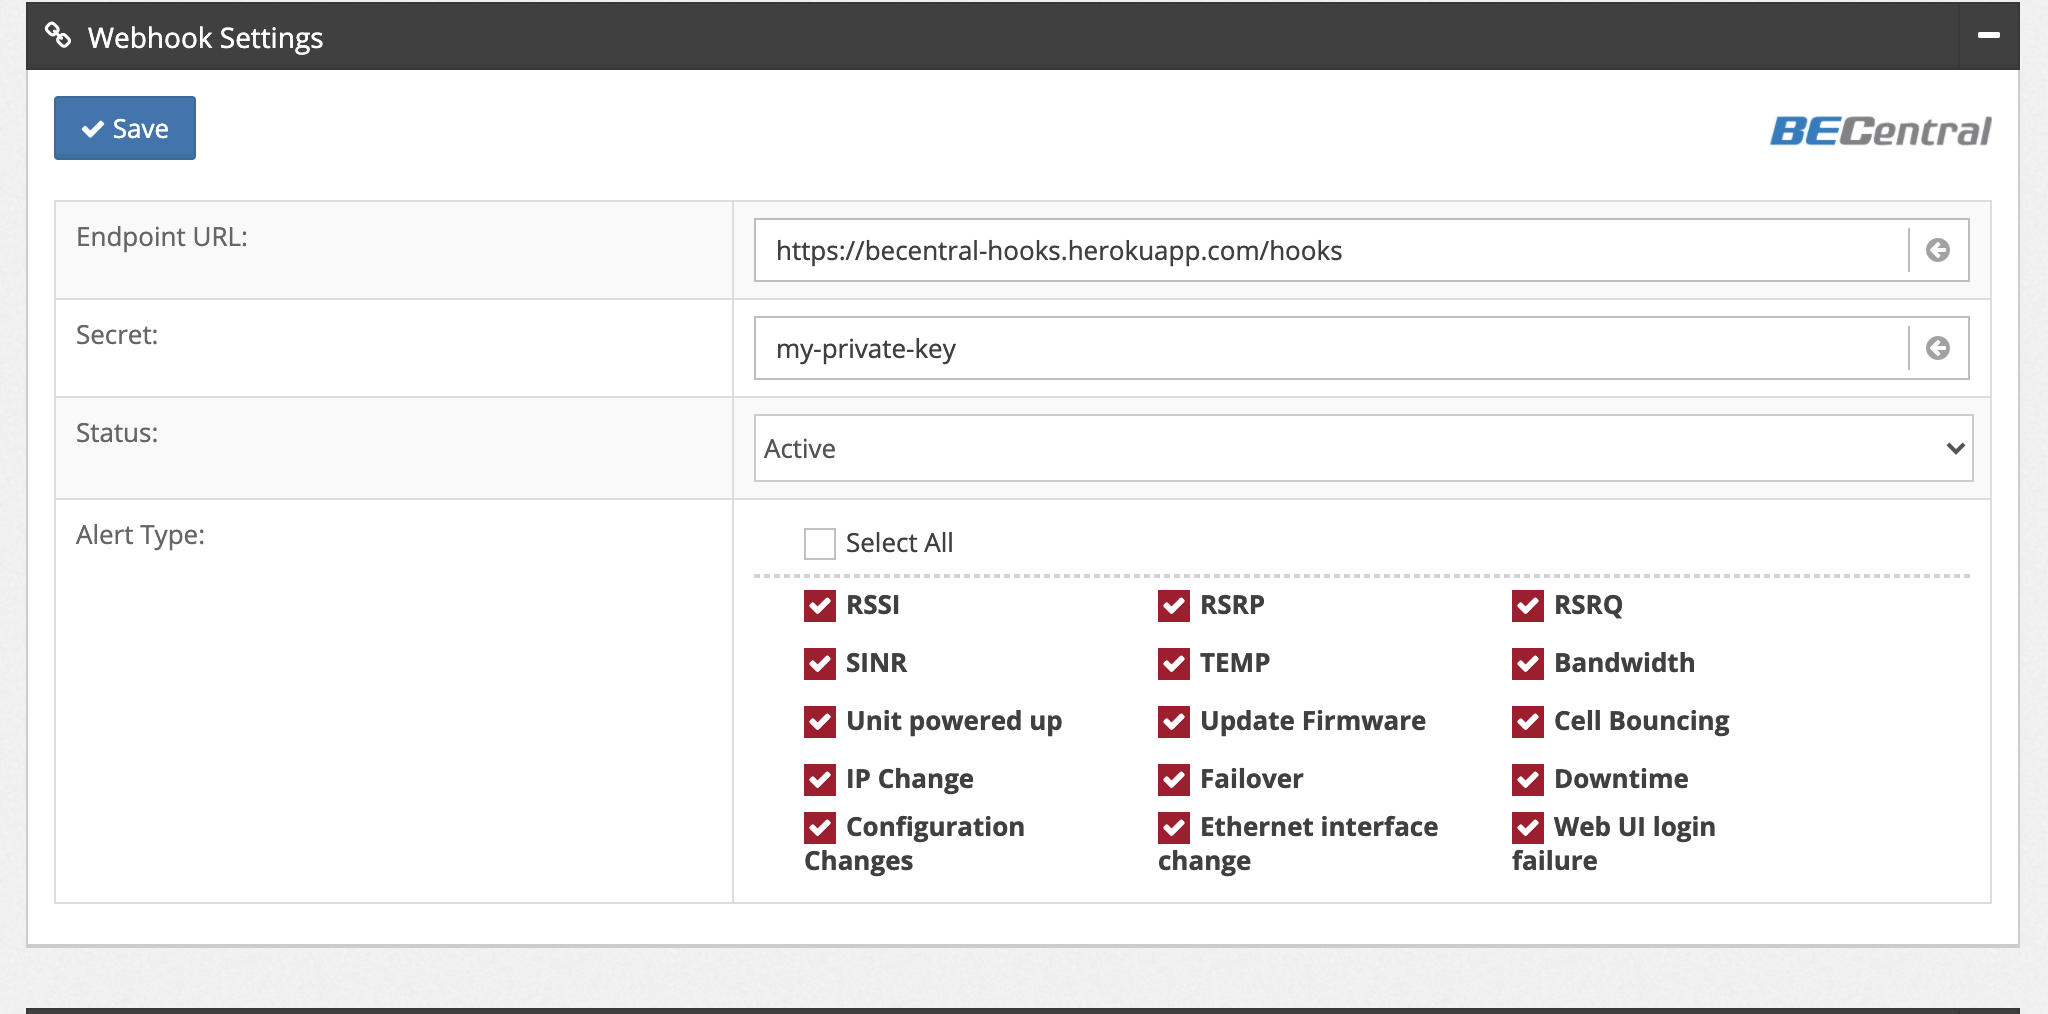 Webhook Settings
Save
BECentral
Endpoint URL:
https://becentral-hooks.herokuapp.com/hooks
Secret:
my-private-key
Status:
Active
Alert Type:
Select All
RSSI
RSRP
RSRQ
SINR
TEMP
Bandwidth
Unit powered up
Update Firmware
Cell Bouncing
IP Change
Failover
Downtime
Configuration
Changes
Ethernet interface
change
Web UI login
failure